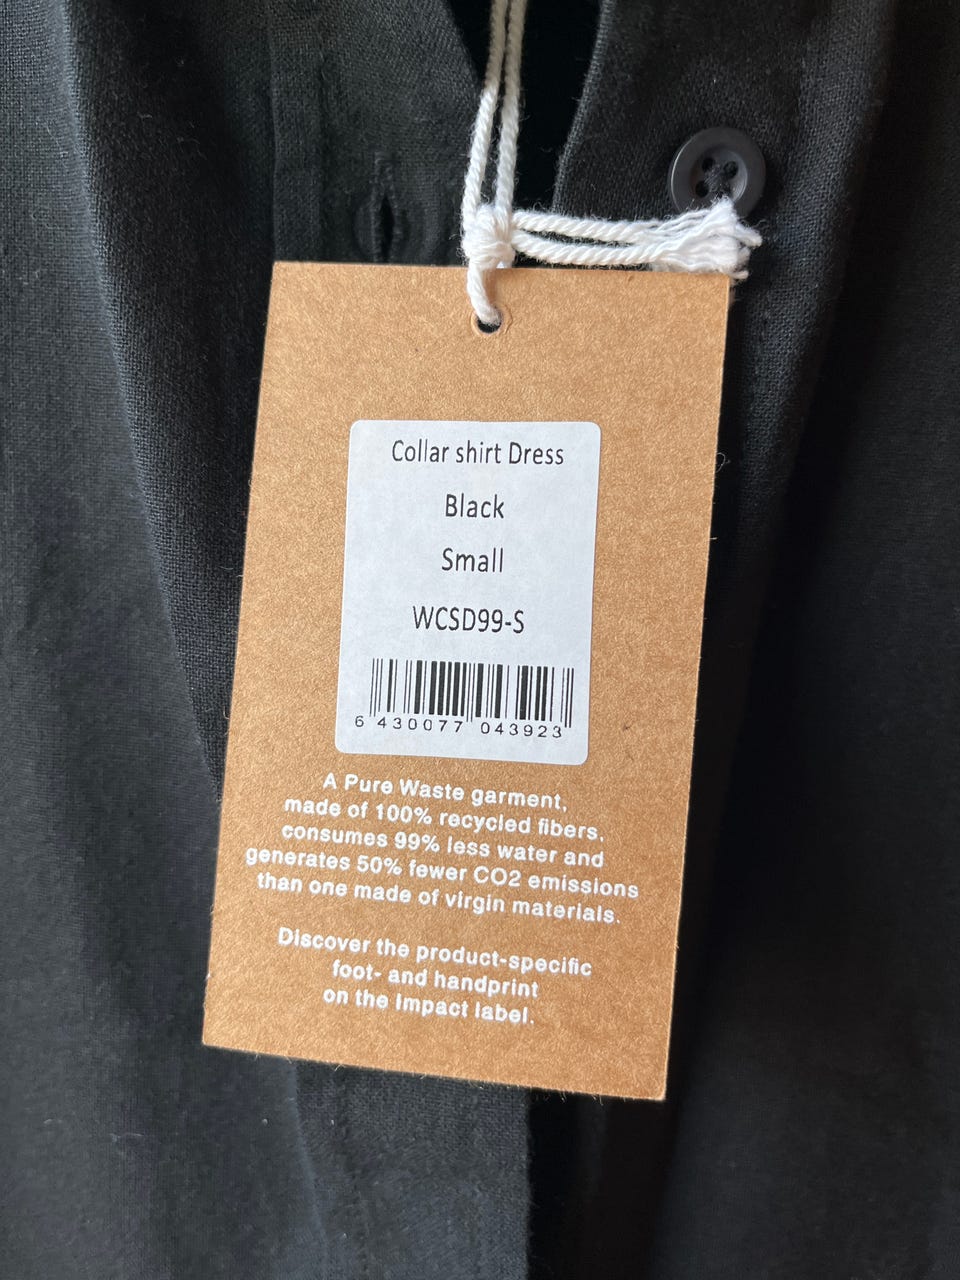 Collar shirt Dress
Black
Small
WCSD99-S
6 430077 043923
A Pure Waste garment,
made of 100% recycled fibers,
consumes 99% less water and
generates 50% fewer CO2 emissions
than one made of virgin materials.
Discover the product-specific
foot- and handprint
on the Impact label.